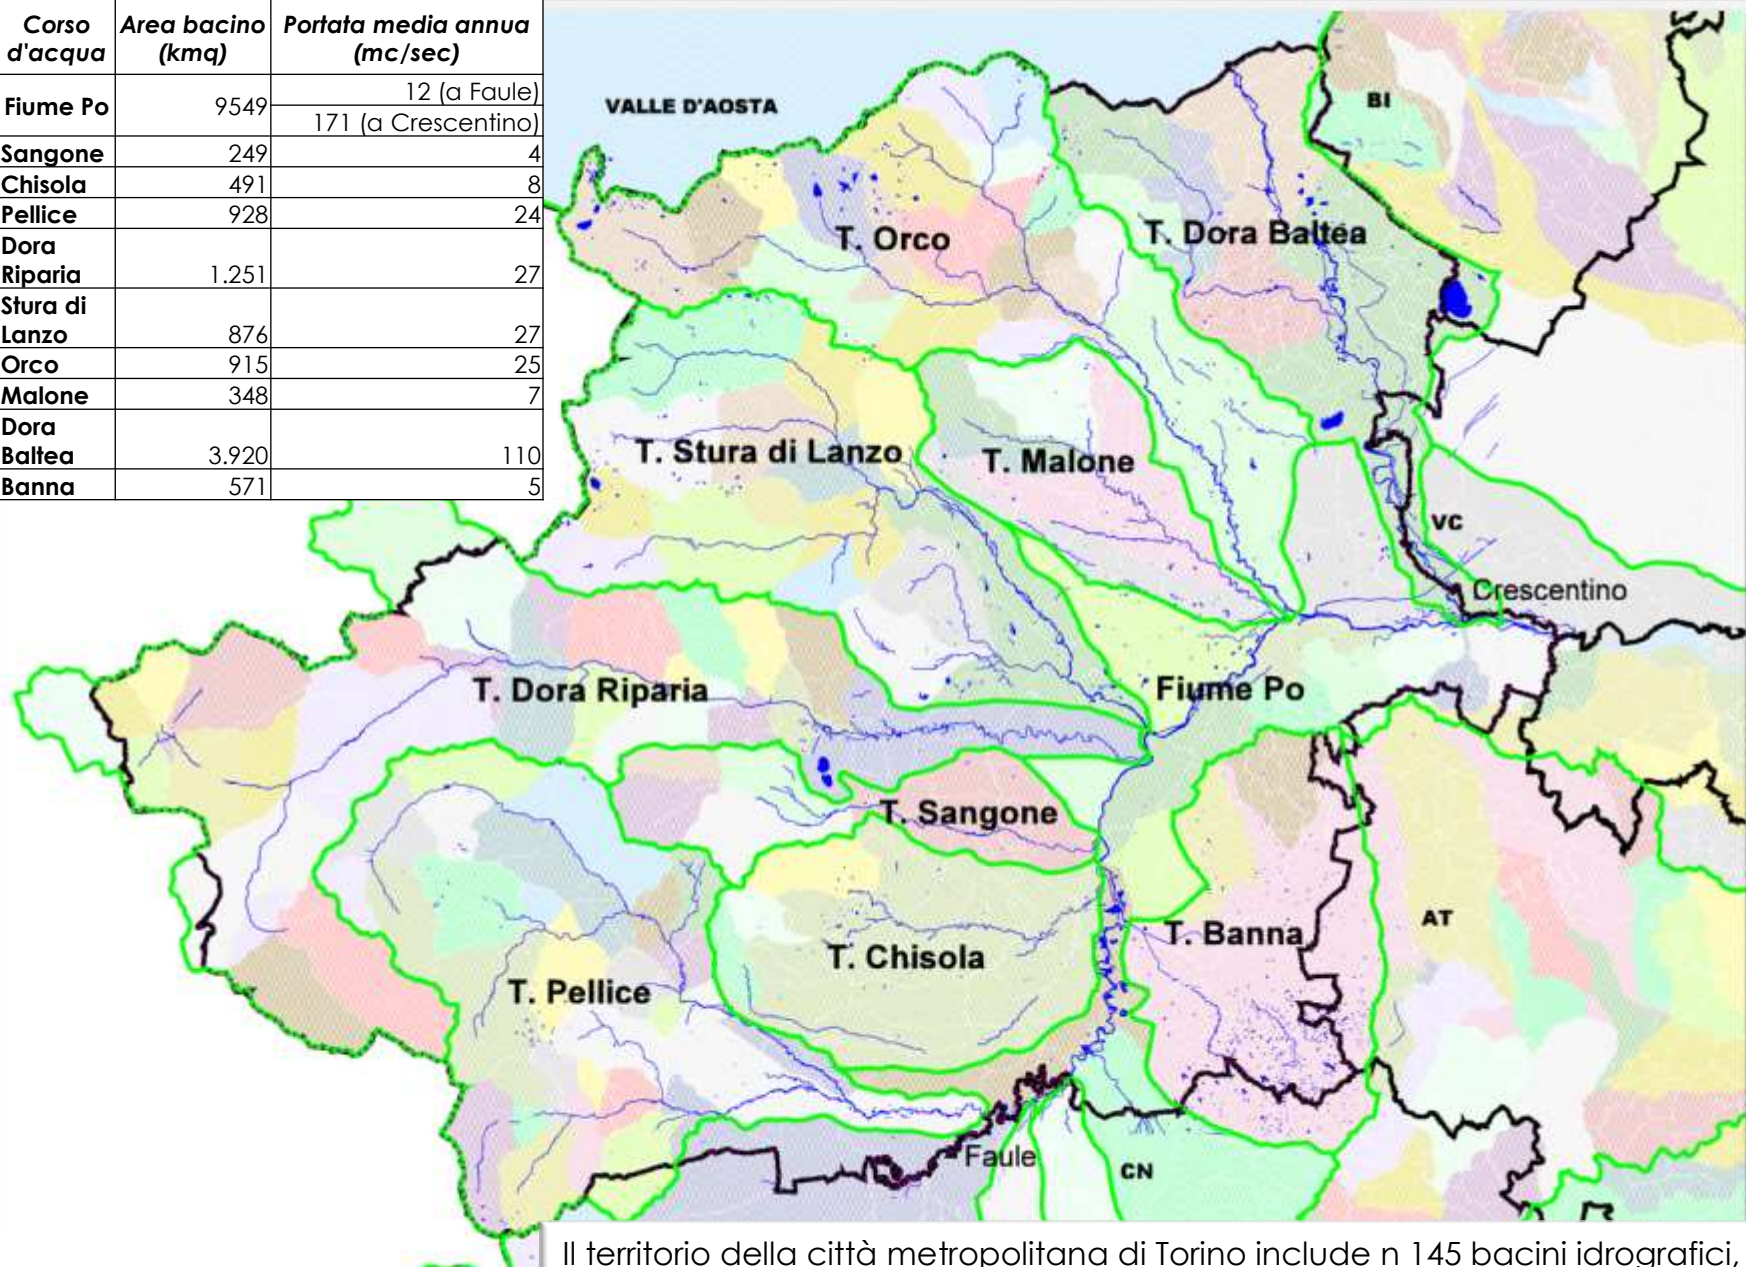 Corso d'acqua Area bacino (kmq) Portata media annua (mc/sec)
Fiume Po 9549 12 (a Faule)
171 (a Crescentino)
Sangone 249 4
Chisola 491 8
Pellice 928 24
Dora Riparia 1.251 27
Stura di Lanzo 876 27
Orco 915 25
Malone 348 7
Dora Baltea 3.920 110
Banna 571 5
VALLE D'AOSTA
BI
T. Orco
T. Dora Baltea
T. Stura di Lanzo
T. Malone
VC
Crescentino
T. Dora Riparia
Fiume Po
T. Sangone
T. Banna
AT
T. Chisola
T. Pellice
Faule
CN
Il territorio della città metropolitana di Torino include n 145 bacini idrografici,